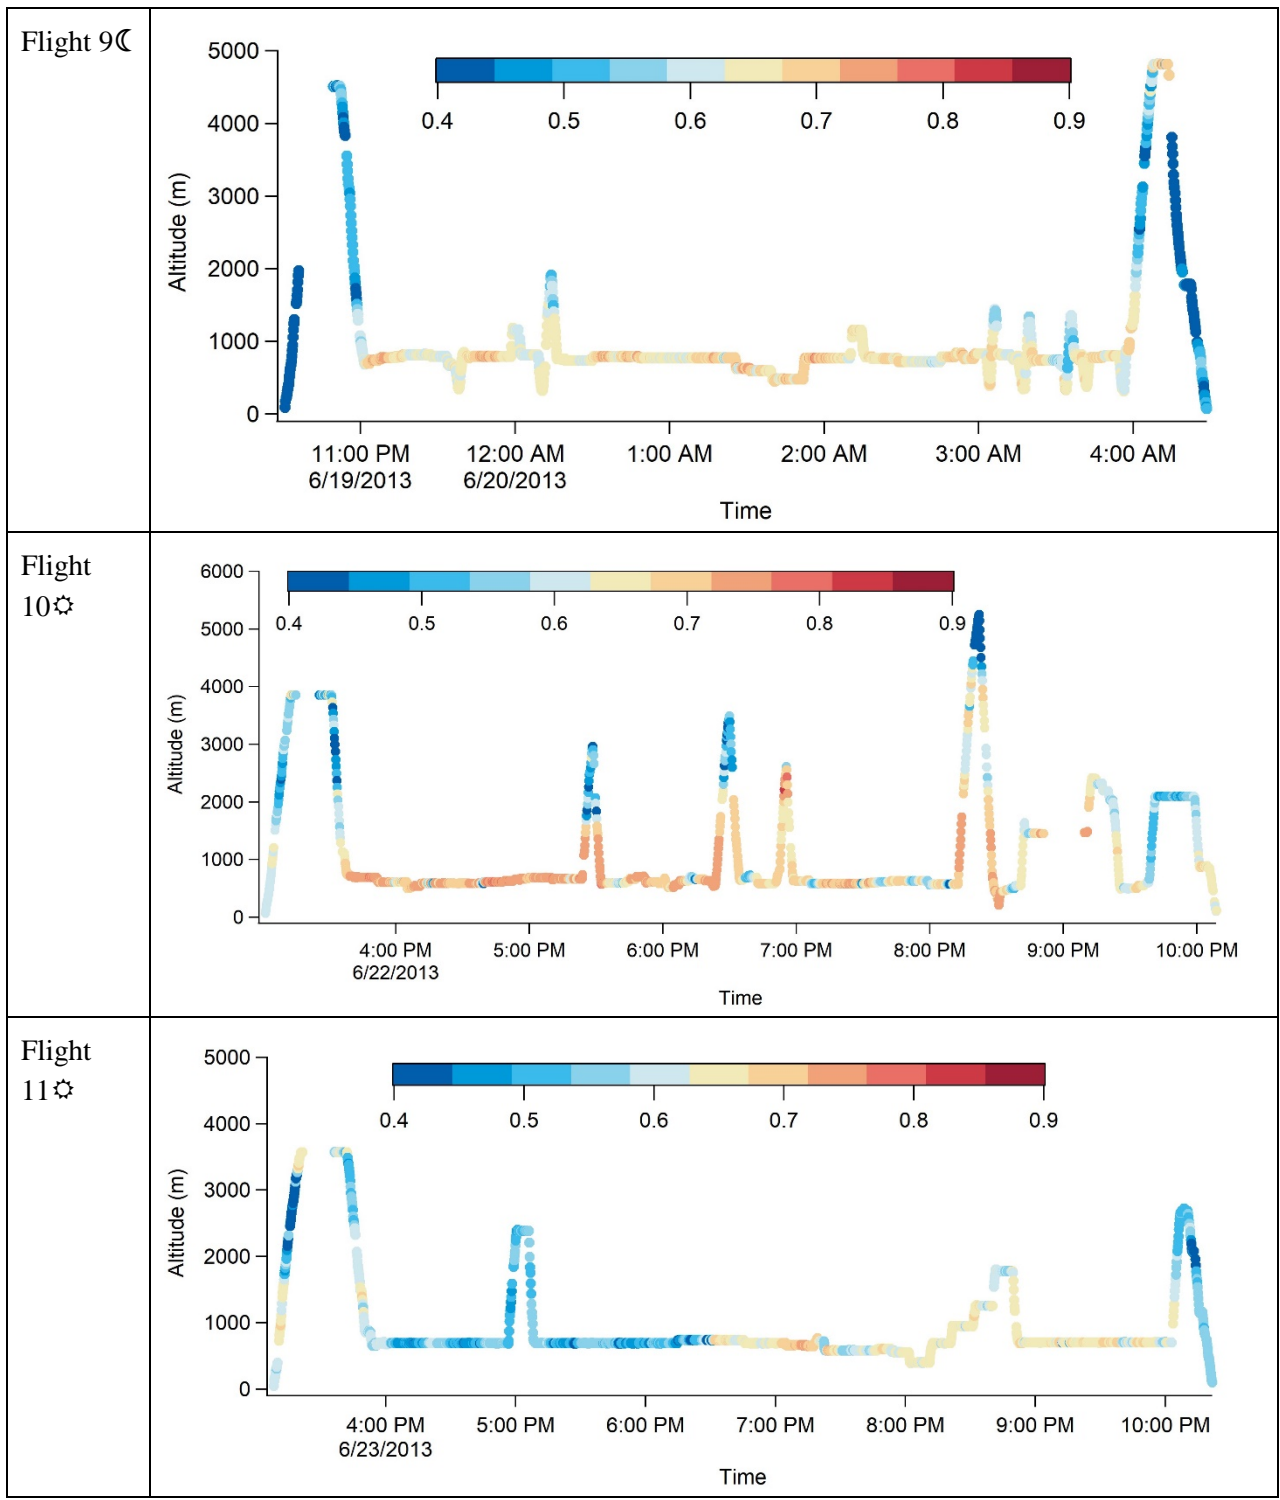 Flight 9☾
5000
4000
3000
2000
1000
0
Altitude (m)
0.4 0.5 0.6 0.7 0.8 0.9
11:00 PM 12:00 AM 1:00 AM 2:00 AM 3:00 AM 4:00 AM
6/19/2013 6/20/2013
Time
Flight
10☼
6000
5000
4000
3000
2000
1000
0
Altitude (m)
0.4 0.5 0.6 0.7 0.8 0.9
4:00 PM 5:00 PM 6:00 PM 7:00 PM 8:00 PM 9:00 PM 10:00 PM
6/22/2013
Time
Flight
11☼
5000
4000
3000
2000
1000
0
Altitude (m)
0.4 0.5 0.6 0.7 0.8 0.9
4:00 PM 5:00 PM 6:00 PM 7:00 PM 8:00 PM 9:00 PM 10:00 PM
6/23/2013
Time